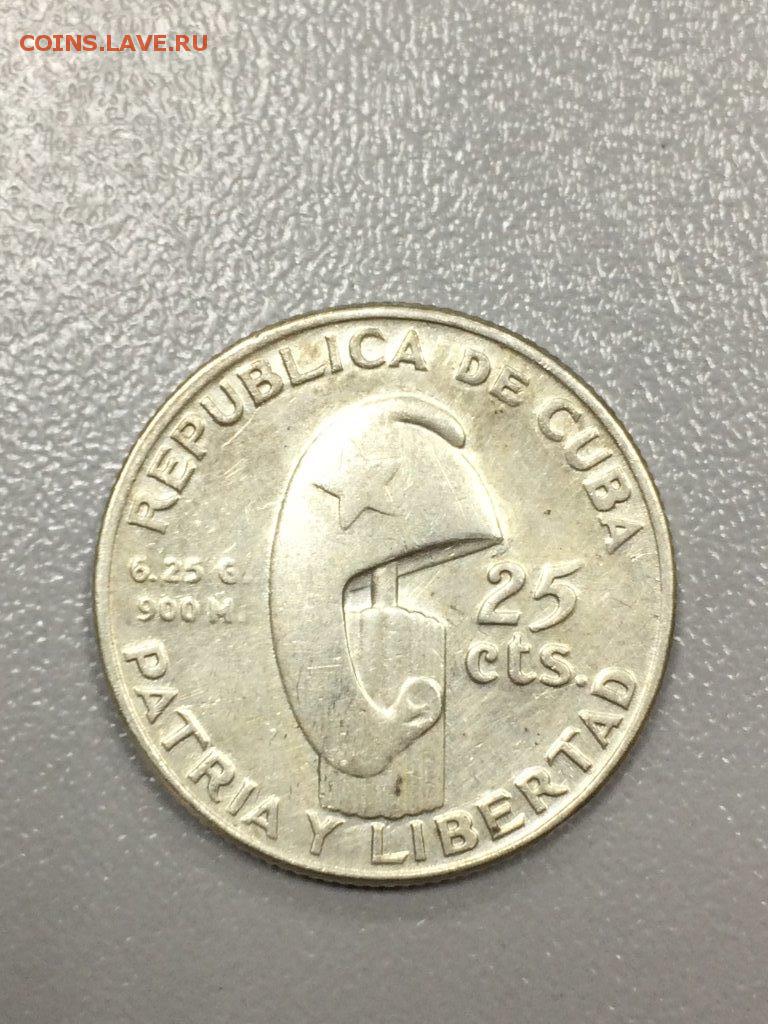 COINS.LAVE.RU
REPUBLICA DE CUBA
6.25 G.
900 M.
25
cts.
PATRIA Y LIBERTAD